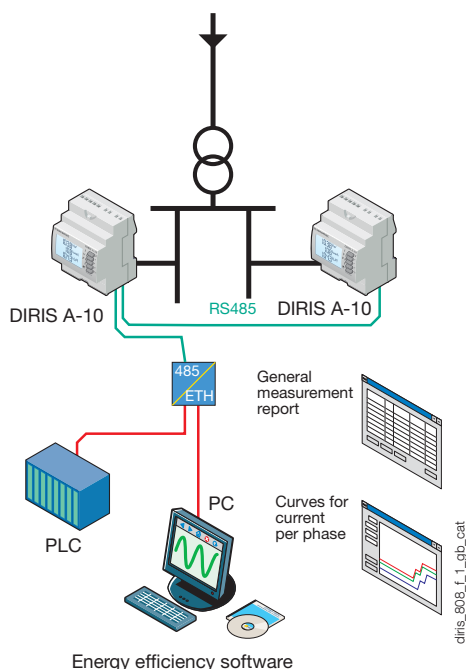 DIRIS A-10
RS485
DIRIS A-10
485
ETH
General
measurement
report
PLC
PC
Curves for
current
per phase
Energy efficiency software
diris_808_f_1_gb_cat